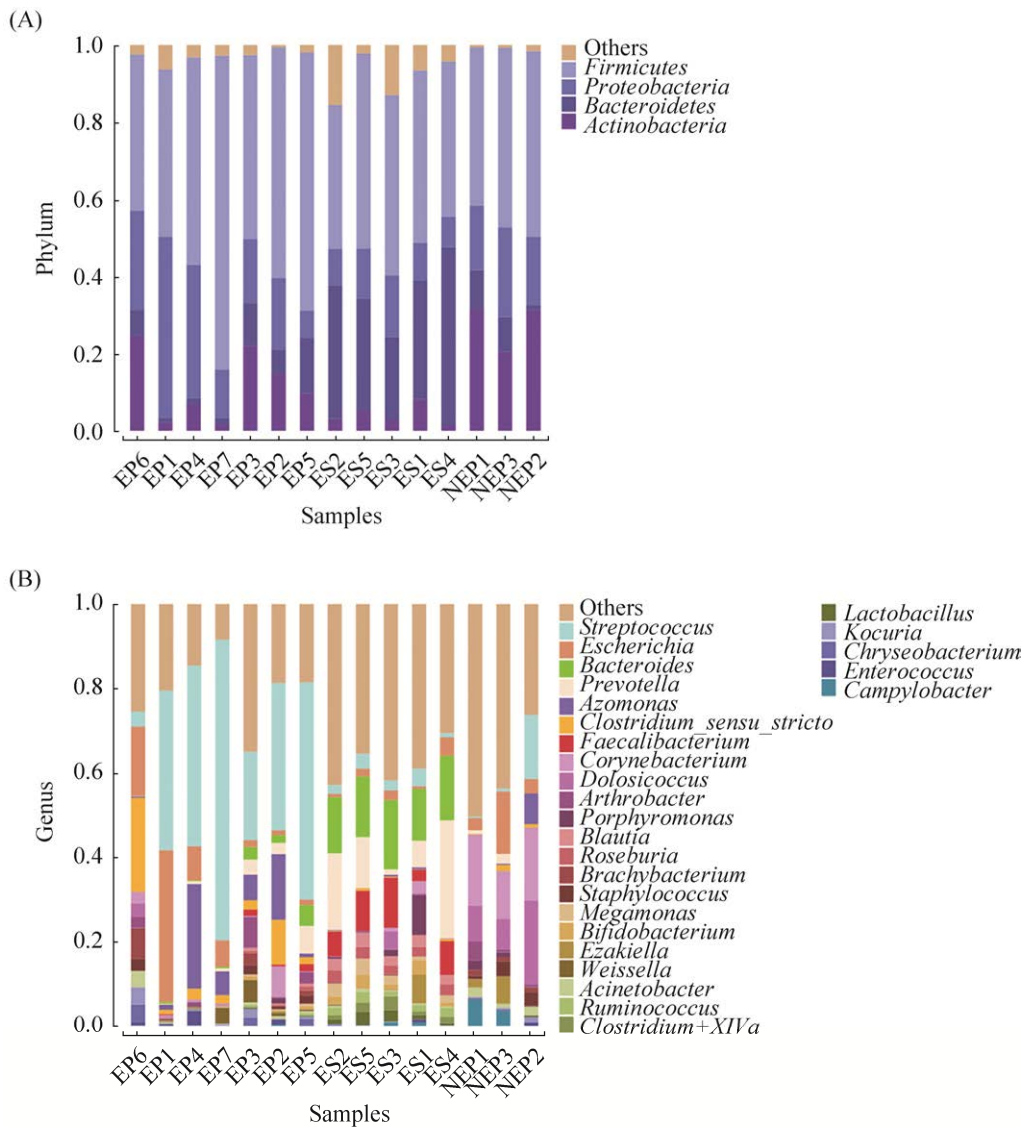 (A)
1.0
0.8
0.6
0.4
0.2
0.0
Phylum
EP6 EP1 EP4 EP7 EP3 EP2 EP5 ES2 ES5 ES3 ES1 ES4 NEP1 NEP3 NEP2
Samples
Others
Firmicutes
Proteobacteria
Bacteroidetes
Actinobacteria
(B)
1.0
0.8
0.6
0.4
0.2
0.0
Genus
EP6 EP1 EP4 EP7 EP3 EP2 EP5 ES2 ES5 ES3 ES1 ES4 NEP1 NEP3 NEP2
Samples
Others
Streptococcus
Escherichia
Bacteroides
Prevotella
Azomonas
Clostridium_sensu_stricto
Faecalibacterium
Corynebacterium
Dolosicoccus
Arthrobacter
Porphyromonas
Blautia
Roseburia
Brachybacterium
Staphylococcus
Megamonas
Bifidobacterium
Ezakiella
Weissella
Acinetobacter
Ruminococcus
Clostridium+XIVa
Lactobacillus
Kocuria
Chryseobacterium
Enterococcus
Campylobacter